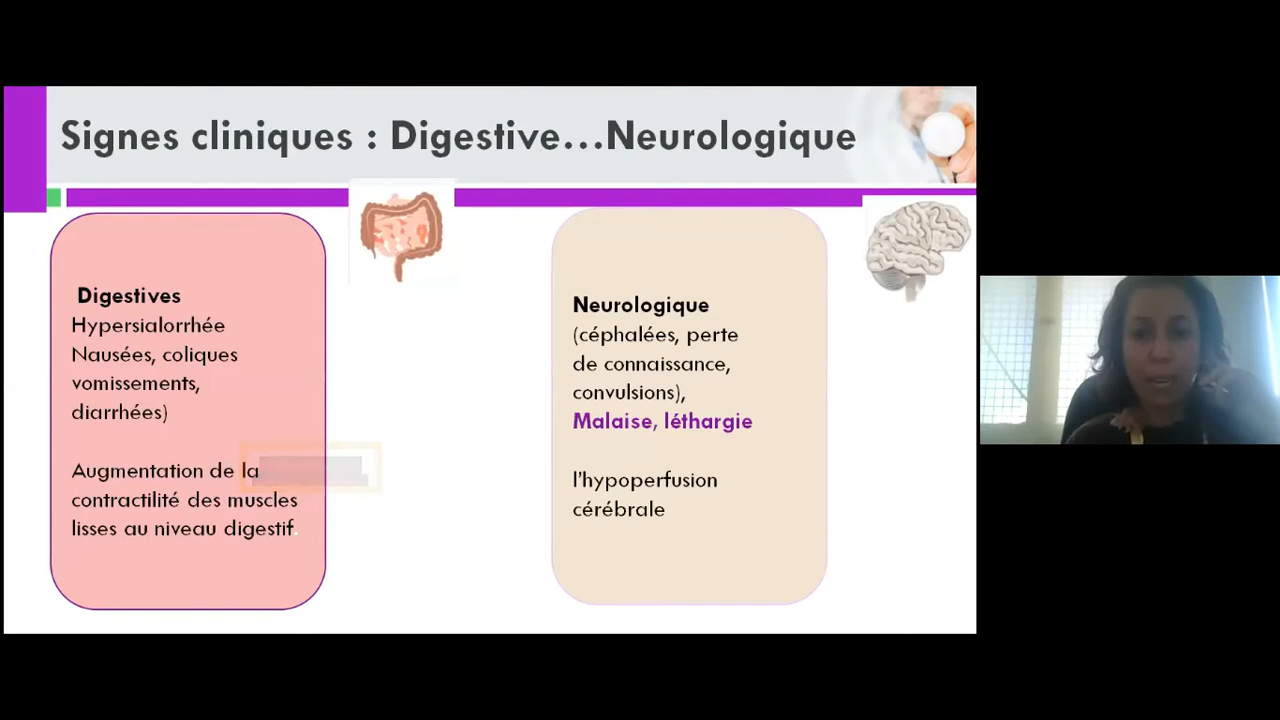 Signes cliniques : Digestive...Neurologique
Digestives
Hypersialorrhée
Nausées, coliques
vomissements,
diarrhées)
Augmentation de la
contractilité des muscles
lisses au niveau digestif.
Neurologique
(céphalées, perte
de connaissance,
convulsions),
Malaise, léthargie
l'hypoperfusion
cérébrale